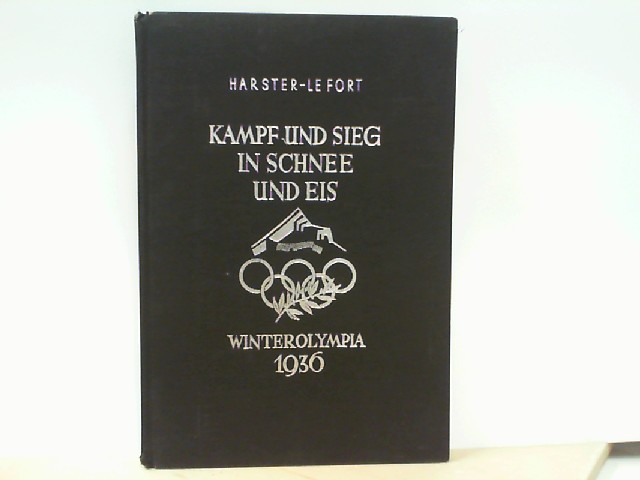 HARSTER-LE FORT
KAMPF UND SIEG
IN SCHNEE
UND EIS
WINTEROLYMPIA
1936